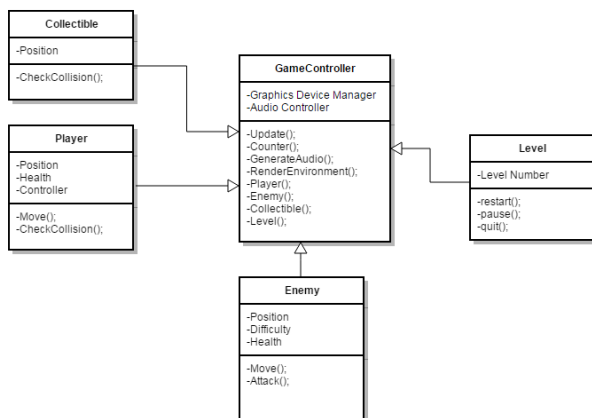 Collectible
-Position
-CheckCollision();
Player
-Position
-Health
-Controller
-Move();
-CheckCollision();
GameController
-Graphics Device Manager
-Audio Controller
-Update();
-Counter();
-GenerateAudio();
-RenderEnvironment();
-Player();
-Enemy();
-Collectible();
-Level();
Level
-Level Number
-restart();
-pause();
-quit();
Enemy
-Position
-Difficulty
-Health
-Move();
-Attack();